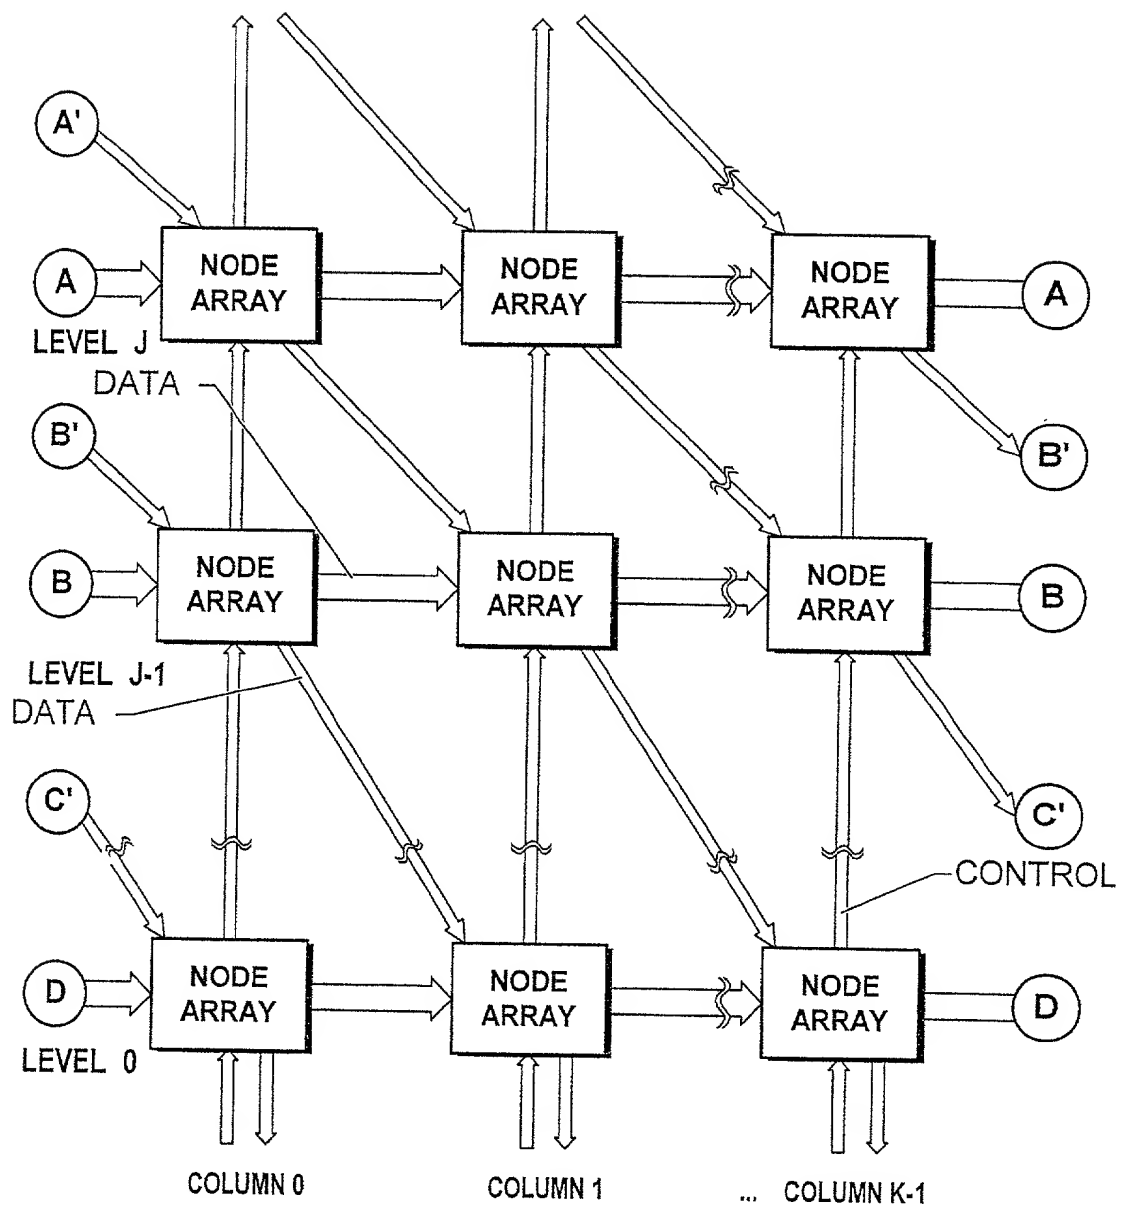 A'
A
NODE
ARRAY
NODE
ARRAY
NODE
ARRAY
A
LEVEL J
DATA
B'
B'
B
NODE
ARRAY
NODE
ARRAY
NODE
ARRAY
B
LEVEL J-1
DATA
C'
C'
CONTROL
D
NODE
ARRAY
NODE
ARRAY
NODE
ARRAY
D
LEVEL 0
COLUMN 0
COLUMN 1
... COLUMN K-1